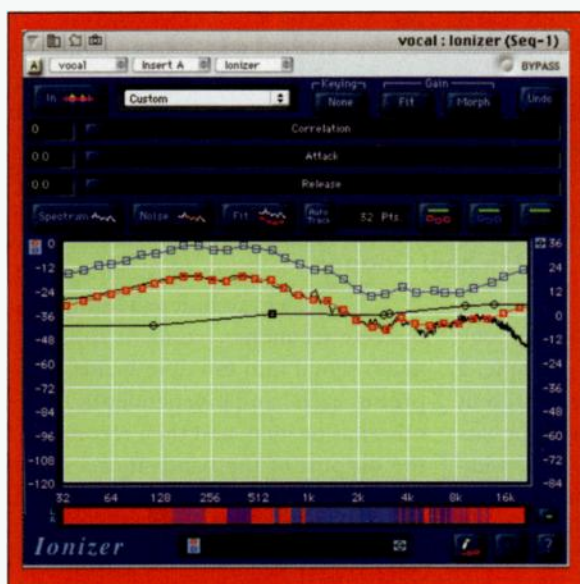 vocal : Ionizer (Seq-1)
A vocal Insert A Ionizer BYPASS
Keying Gain
In Custom None Fit Morph Undo
0 Correlation
0.0 Attack
0.0 Release
Spectrum Noise Fit Auto Track 32 Pts.
0 36
-12 24
-24 12
-36 0
-48 -12
-60 -24
-72 -36
-84 -48
-96 -60
-108 -72
-120 -84
32 64 128 256 512 1k 2k 4k 8k 16k
L
R
Ionizer ?